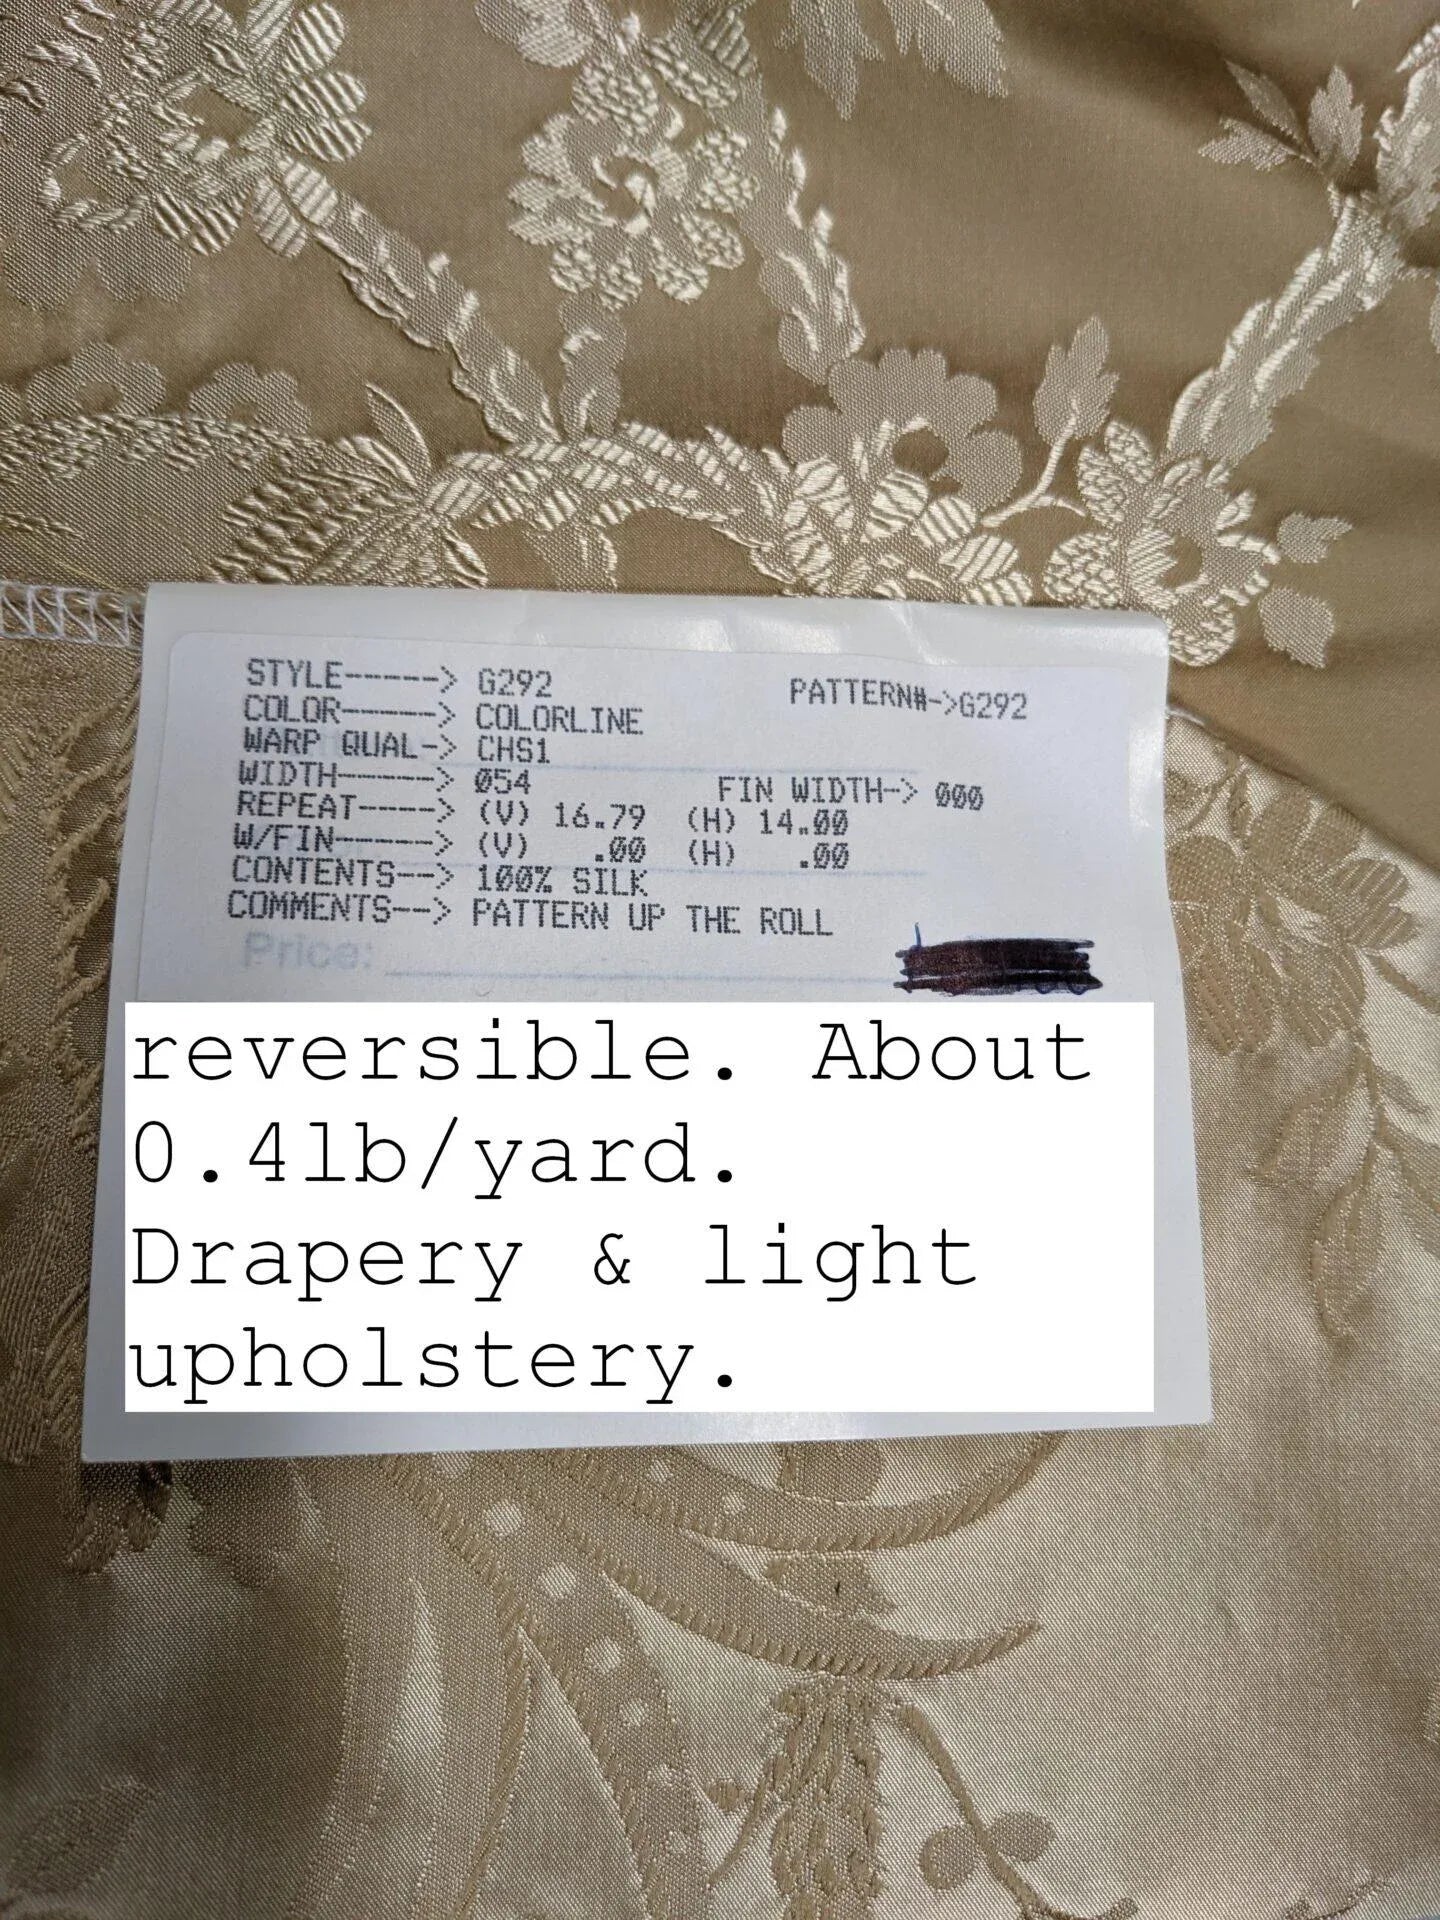 STYLE-----> G292 PATTERN#->G292
COLOR-----> COLORLINE
WARP QUAL-> CHS1
WIDTH-----> 054 FIN WIDTH-> 000
REPEAT----> (V) 16.79 (H) 14.00
W/FIN-----> (V) .00 (H) .00
CONTENTS--> 100% SILK
COMMENTS--> PATTERN UP THE ROLL
Price:
reversible. About
0.4lb/yard.
Drapery & light
upholstery.